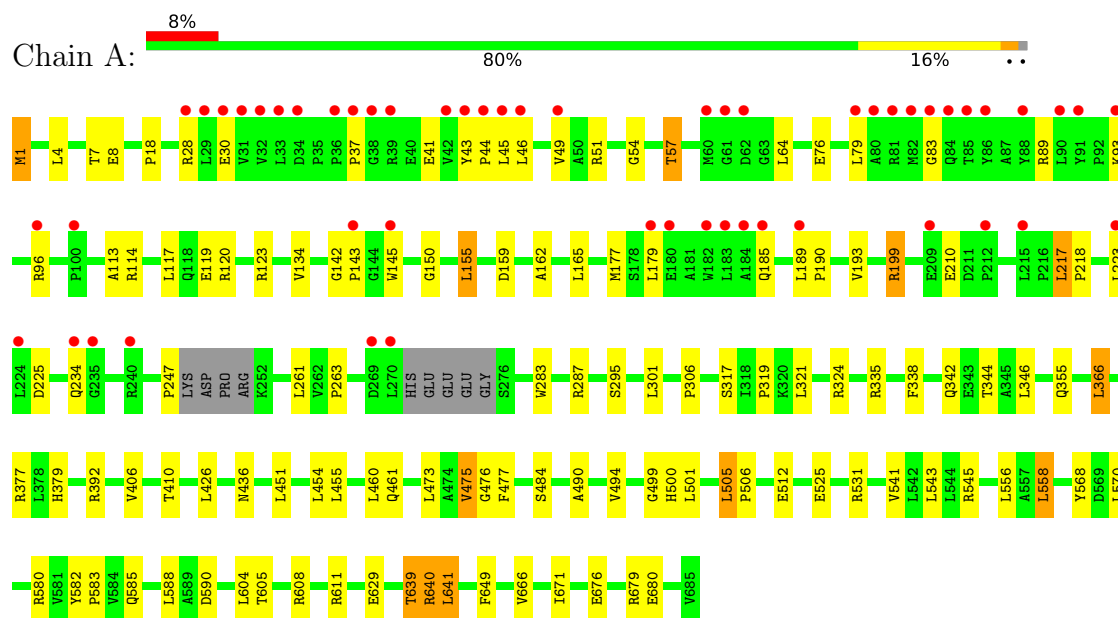 8%
Chain A:
80% 16% • •
M1 L4 T7 E8 P18 R28 L29 E30 V31 V32 L33 D34 P35 P36 P37 G38 R39 E40 E41 V42 Y43 P44 L45 L46 V49 A50 R51 G54 T57 M60 G61 D62 G63 L64 E76 L79 A80 R81 M82 G83 Q84 T85 Y86 A87 Y88 R89 L90 Y91 P92
R96 P100 A113 R114 L117 Q118 E119 R120 R123 V134 G142 P143 G144 W145 G150 L155 D159 A162 L165 M177 S178 L179 E180 A181 W182 L183 A184 Q185 L189 P190 V193 R199 E209 E210 D211 P212 L215 P216 L217 P218
L224 D225 Q234 G235 R240 P247 LYS ASP PRO ARG K252 L261 V262 P263 D269 L270 HIS GLU GLU GLU GLY S276 W283 R287 S295 L301 P306 S317 I318 P319 K320 L321 R324 R335 F338 Q342 E343 T344 A345 L346 Q355 L366
R377 L378 H379 R392 V406 T410 L426 N436 L451 L454 L455 L460 Q461 L473 A474 V475 G476 F477 S484 A490 V494 G499 H500 L501 L505 P506 E512 E525 R531 V541 L542 L543 L544 R545 L556 A557 L558 Y568 D569 L570
R580 V581 Y582 P583 V584 Q585 L588 A589 D590 L604 T605 R608 R611 E629 T639 R640 L641 F649 V666 I671 E676 R679 E680 V685